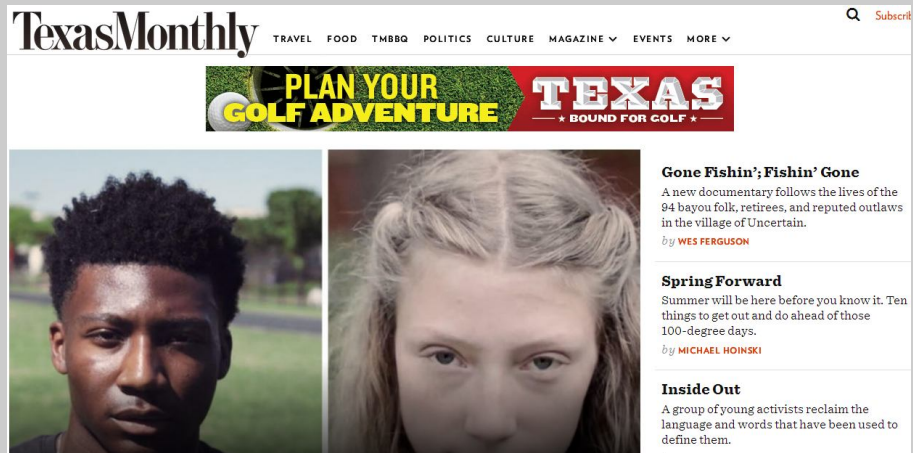 TexasMonthly
TRAVEL FOOD TMBBQ POLITICS CULTURE MAGAZINE EVENTS MORE
PLAN YOUR
GOLF ADVENTURE
TEXAS
BOUND FOR GOLF
Gone Fishin'; Fishin' Gone
A new documentary follows the lives of the
94 bayou folk, retirees, and reputed outlaws
in the village of Uncertain.
by WES FERGUSON
Spring Forward
Summer will be here before you know it. Ten
things to get out and do ahead of those
100-degree days.
by MICHAEL HOINSKI
Inside Out
A group of young activists reclaim the
language and words that have been used to
define them.